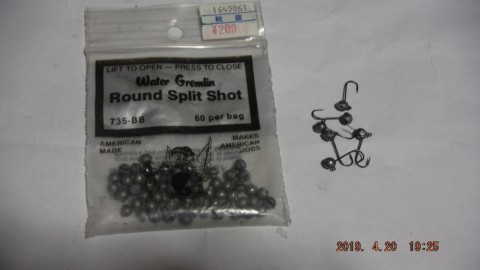 1649061
税抜
¥200
LIFT TO OPEN — PRESS TO CLOSE
Water Gremlin
Round Split Shot
735-BB 60 per bag
AMERICAN MADE
MAKES AMERICAN JOBS
2019. 4.20 19:25